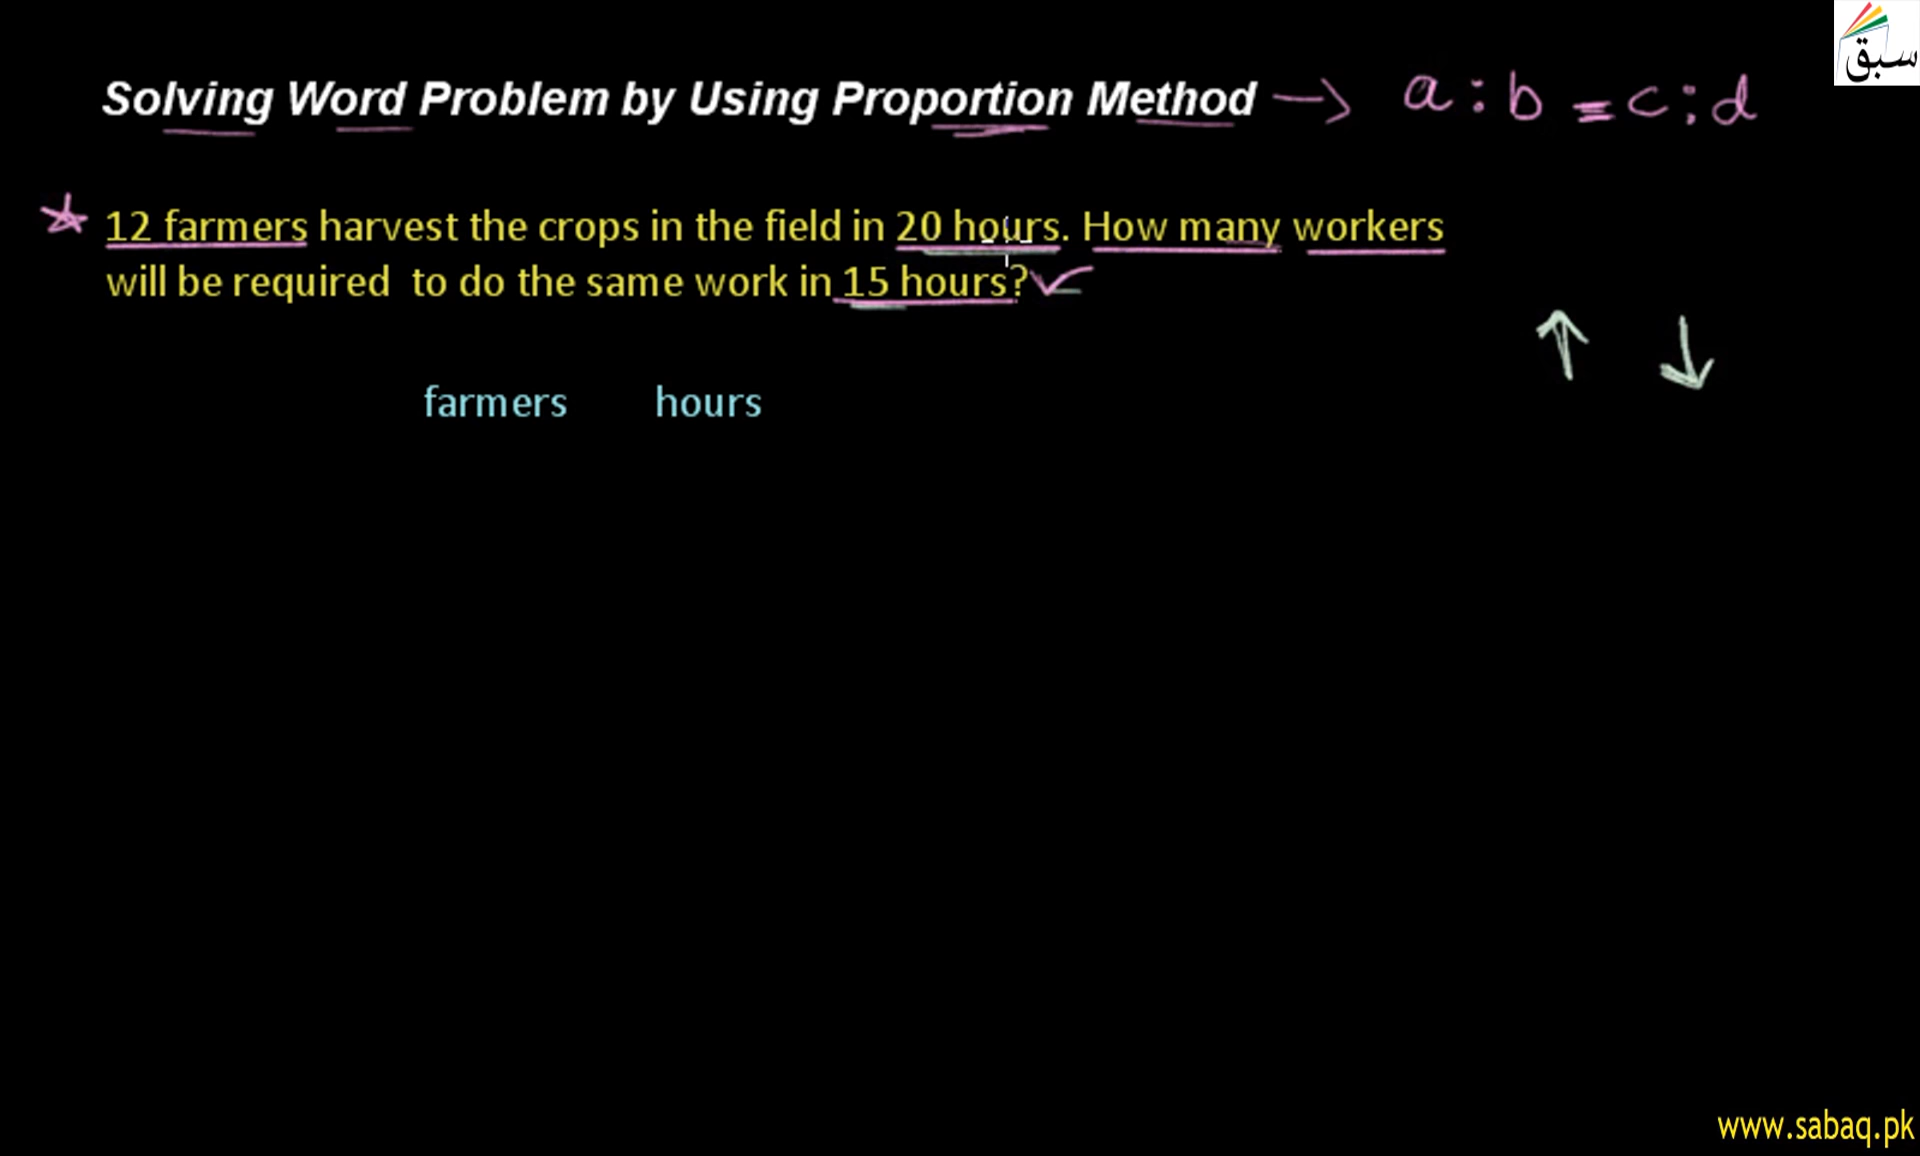 سبق
Solving Word Problem by Using Proportion Method → a : b = c : d
12 farmers harvest the crops in the field in 20 hours. How many workers
will be required to do the same work in 15 hours?
farmers hours
www.sabaq.pk